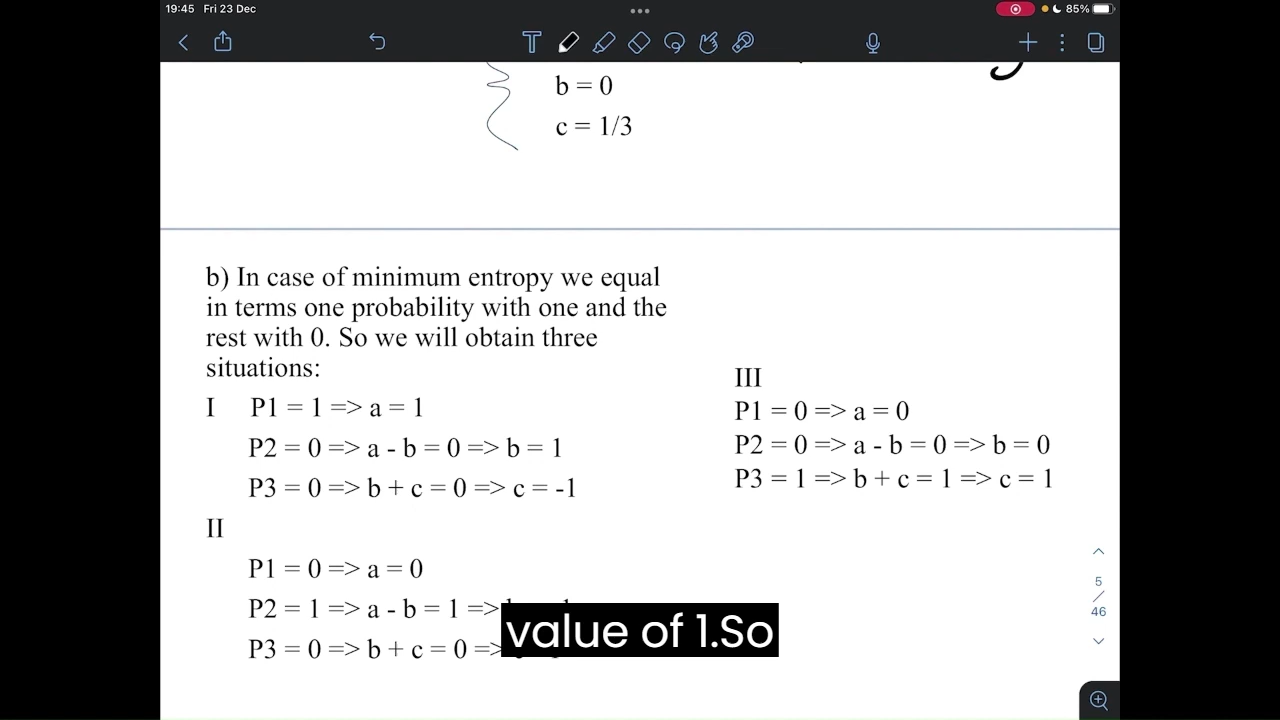 19:45 Fri 23 Dec
85%
T
b = 0
c = 1/3
b) In case of minimum entropy we equal
in terms one probability with one and the
rest with 0. So we will obtain three
situations:
I P1 = 1 => a = 1
P2 = 0 => a - b = 0 => b = 1
P3 = 0 => b + c = 0 => c = -1
II
P1 = 0 => a = 0
P2 = 1 => a - b = 1 =>
P3 = 0 => b + c = 0 =>
III
P1 = 0 => a = 0
P2 = 0 => a - b = 0 => b = 0
P3 = 1 => b + c = 1 => c = 1
5
/
46
value of 1.So